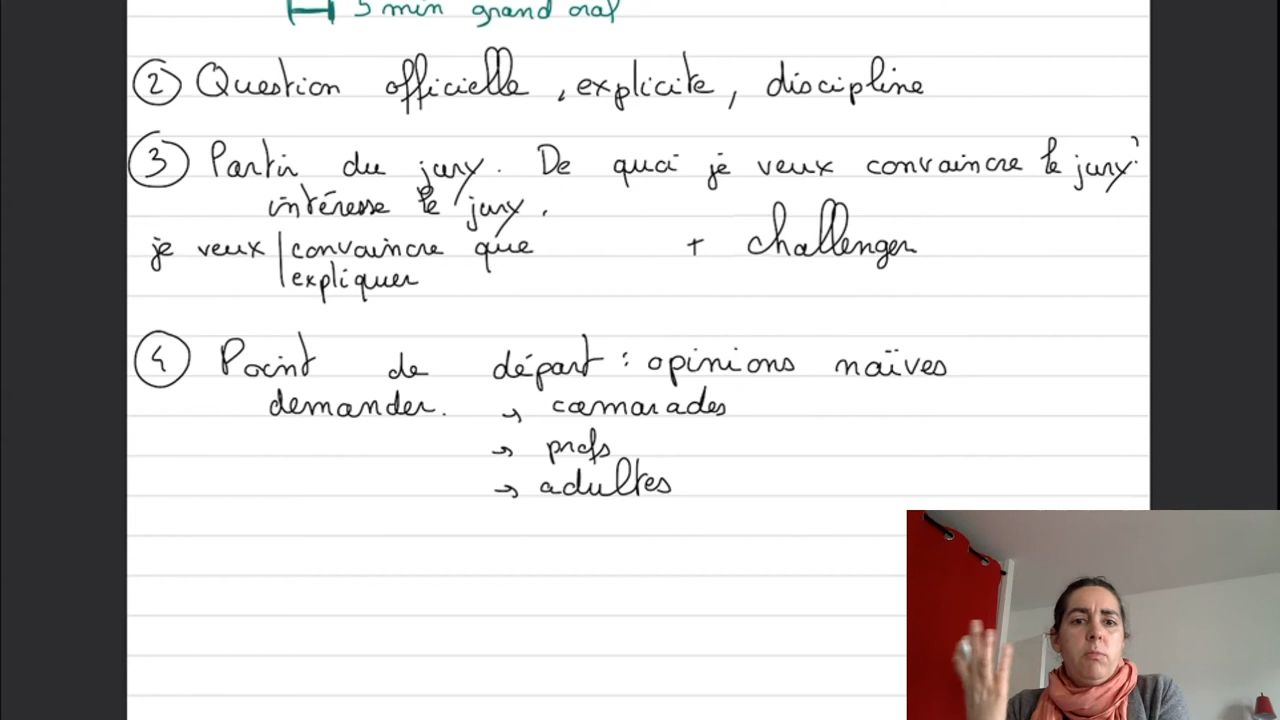 5 min grand oral
② Question officielle, explicite, discipline
③ Partir du jury. De quoi je veux convaincre le jury?
intéresse le jury.
je veux convaincre que + challenger
expliquer
④ Point de départ : opinions naïves
demander. → camarades
→ profs
→ adultes